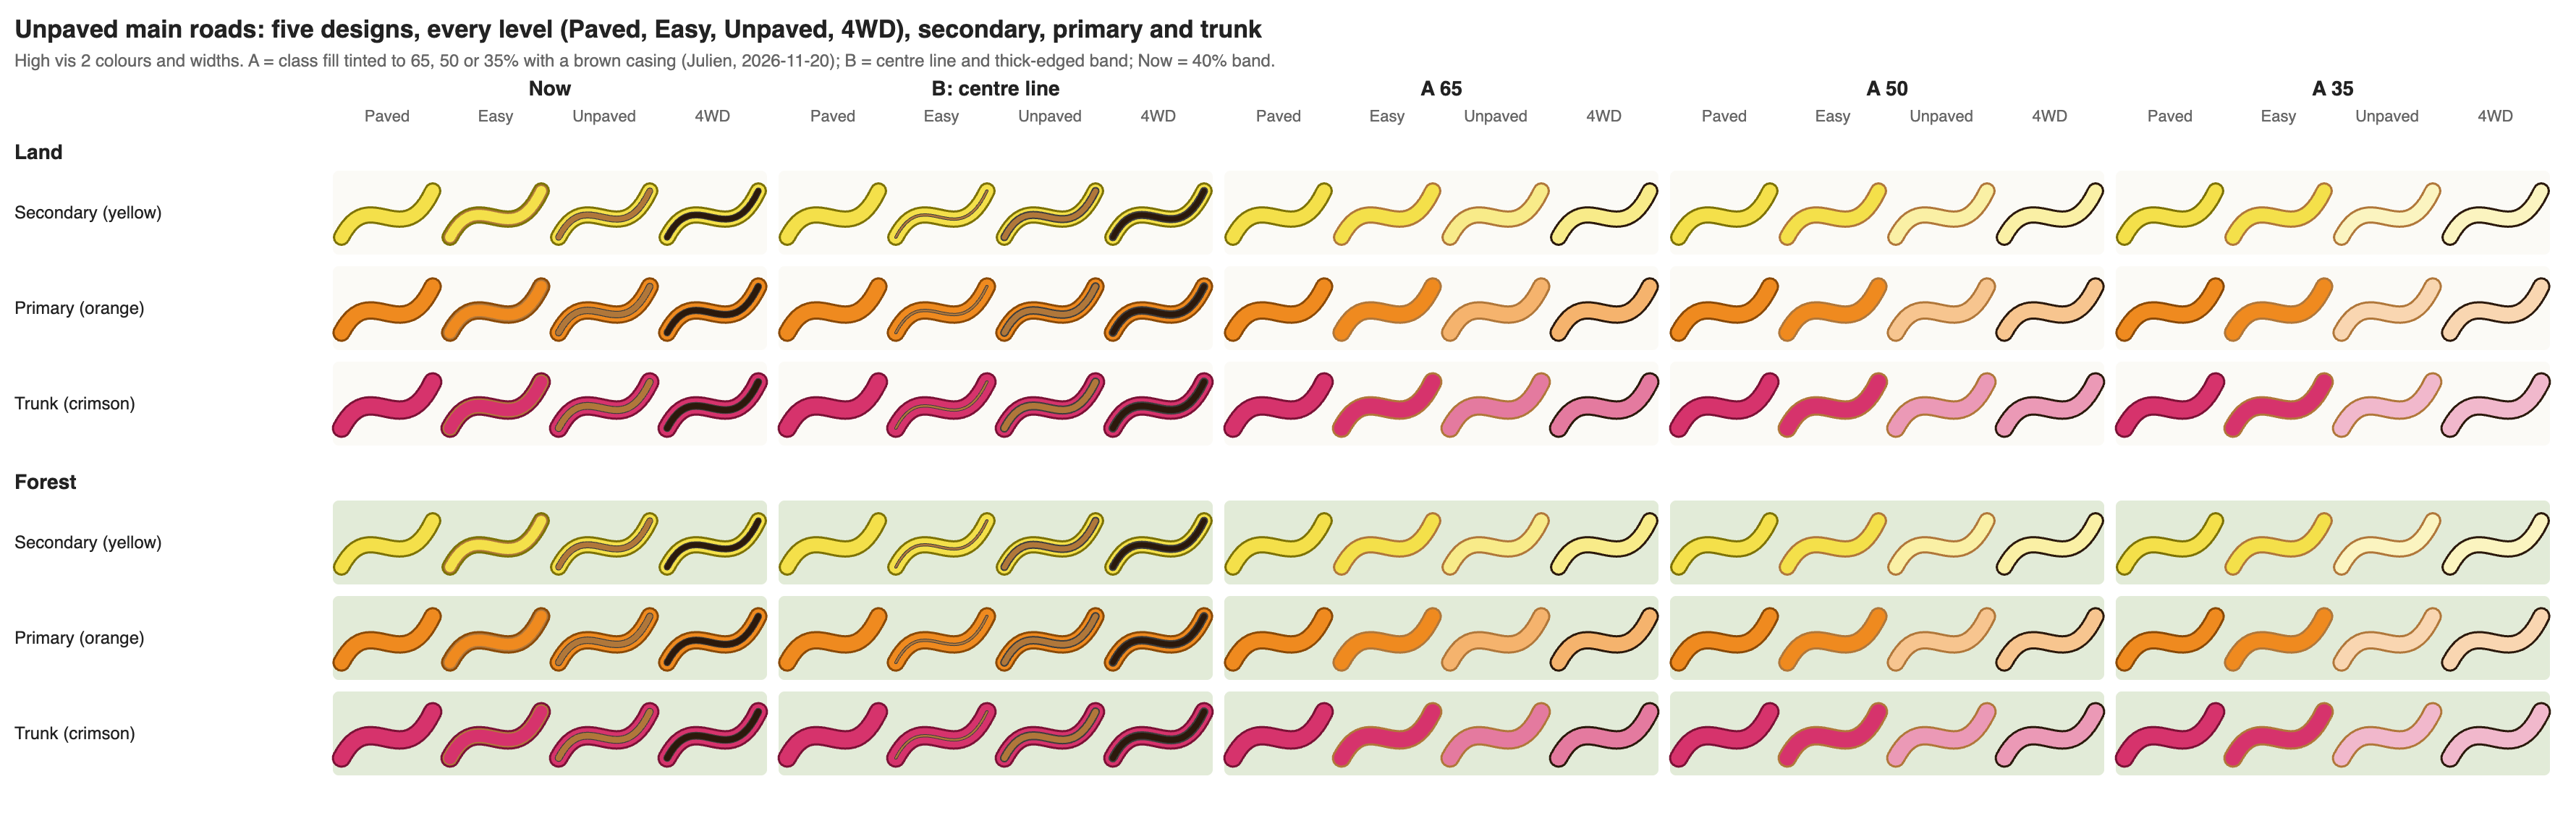 Unpaved main roads: five designs, every level (Paved, Easy, Unpaved, 4WD), secondary, primary and trunk
High vis 2 colours and widths. A = class fill tinted to 65, 50 or 35% with a brown casing (Julien, 2026-11-20); B = centre line and thick-edged band; Now = 40% band.
Now B: centre line A 65 A 50 A 35
Paved Easy Unpaved 4WD Paved Easy Unpaved 4WD Paved Easy Unpaved 4WD Paved Easy Unpaved 4WD Paved Easy Unpaved 4WD
Land
Secondary (yellow)
Primary (orange)
Trunk (crimson)
Forest
Secondary (yellow)
Primary (orange)
Trunk (crimson)